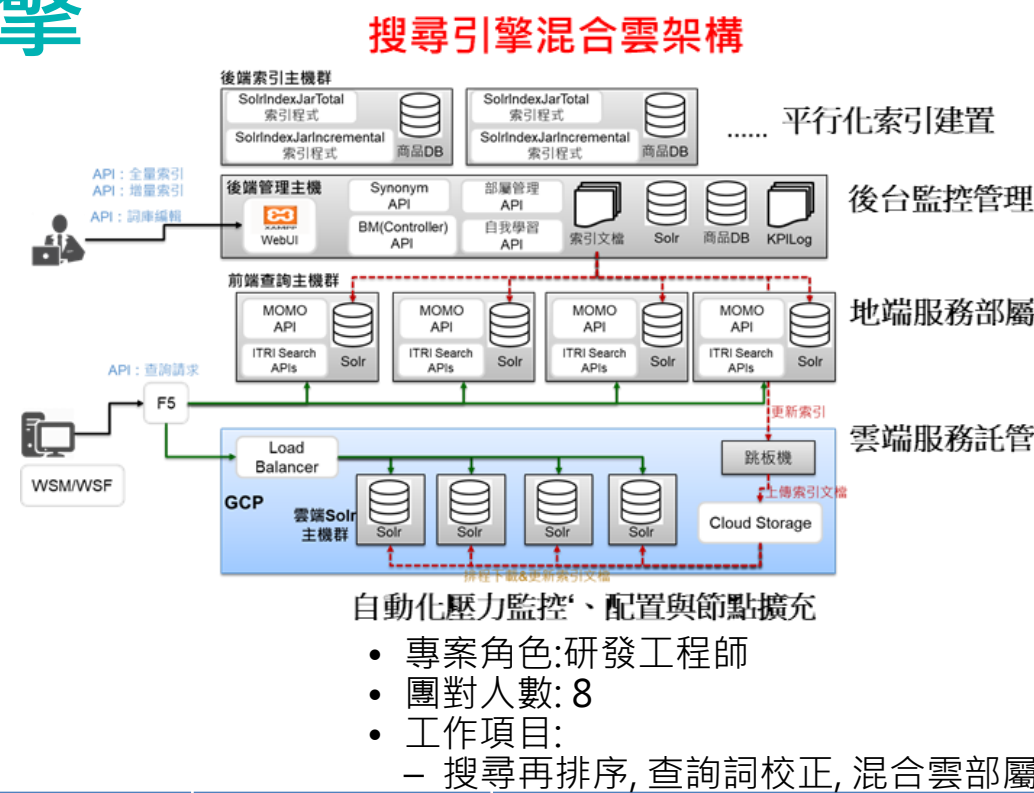 擎
搜尋引擎混合雲架構
後端索引主機群
SolrIndexJarTotal
索引程式
SolrIndexJarIncremental
索引程式
商品DB
SolrIndexJarTotal
索引程式
SolrIndexJarIncremental
索引程式
商品DB
...... 平行化索引建置
API：全量索引
API：增量索引
API：詞庫編輯
後端管理主機
XAMPP
WebUI
Synonym
API
BM(Controller)
API
部屬管理
API
自我學習
API
索引文檔
Solr
商品DB
KPILog
後台監控管理
前端查詢主機群
MOMO
API
ITRI Search
APIs
Solr
MOMO
API
ITRI Search
APIs
Solr
MOMO
API
ITRI Search
APIs
Solr
MOMO
API
ITRI Search
APIs
Solr
地端服務部屬
API：查詢請求
F5
WSM/WSF
更新索引
雲端服務託管
Load
Balancer
跳板機
上傳索引文檔
GCP
雲端Solr
主機群
Solr
Solr
Solr
Solr
Cloud Storage
排程下載&更新索引文檔
自動化壓力監控‘、配置與節點擴充
• 專案角色:研發工程師
• 團對人數: 8
• 工作項目:
– 搜尋再排序, 查詢詞校正, 混合雲部屬